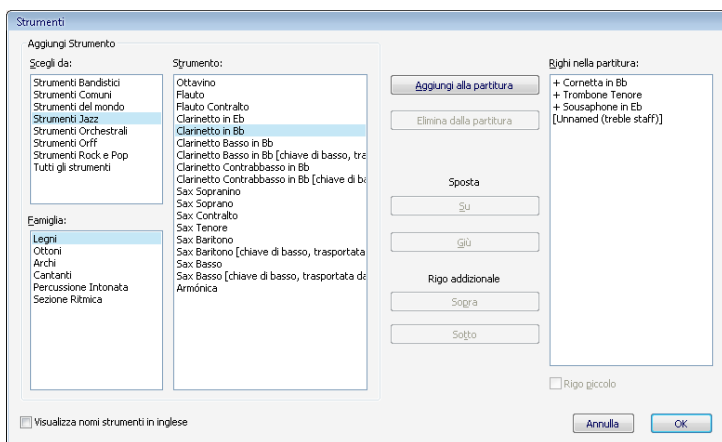 Strumenti
Aggiungi Strumento
Scegli da:
Strumenti Bandistici
Strumenti Comuni
Strumenti del mondo
Strumenti Jazz
Strumenti Orchestrali
Strumenti Orff
Strumenti Rock e Pop
Tutti gli strumenti
Famiglia:
Legni
Ottoni
Archi
Cantanti
Percussione Intonata
Sezione Ritmica
Strumento:
Ottavino
Flauto
Flauto Contralto
Clarinetto in Eb
Clarinetto in Bb
Clarinetto Basso in Bb
Clarinetto Basso in Bb [chiave di basso, tra
Clarinetto Contrabbasso in Bb
Clarinetto Contrabbasso in Bb [chiave di ba
Sax Sopranino
Sax Soprano
Sax Contralto
Sax Tenore
Sax Baritono
Sax Baritono [chiave di basso, trasportata
Sax Basso
Sax Basso [chiave di basso, trasportata da
Armónica
Aggiungi alla partitura
Elimina dalla partitura
Sposta
Su
Giù
Rigo addizionale
Sopra
Sotto
Righi nella partitura:
+ Cornetta in Bb
+ Trombone Tenore
+ Sousaphone in Eb
[Unnamed (treble staff)]
Rigo piccolo
Visualizza nomi strumenti in inglese
Annulla
OK